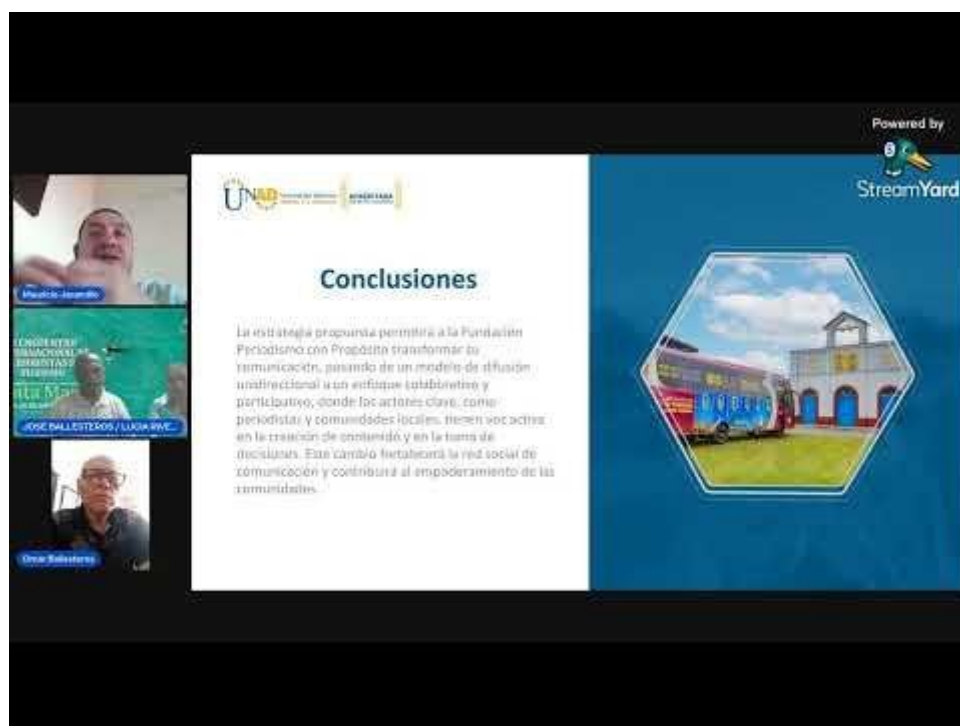 Powered by
StreamYard
UNAD
Conclusiones
La estrategia propuesta permitirá a la Fundación
Periodismo con Propósito transformar su
comunicación, pasando de un modelo de difusión
unidireccional a un enfoque colaborativo y
participativo, donde los actores clave, como
periodistas y comunidades locales, tienen voz activa
en la creación de contenido y en la toma de
decisiones. Este cambio fortalecerá la red social de
comunicación y contribuirá al empoderamiento de las
comunidades
Mauricio Jaramillo
ENCUENTRO
JOSE BALLESTEROS / LUCIA RIVE...
Omar Ballesteros